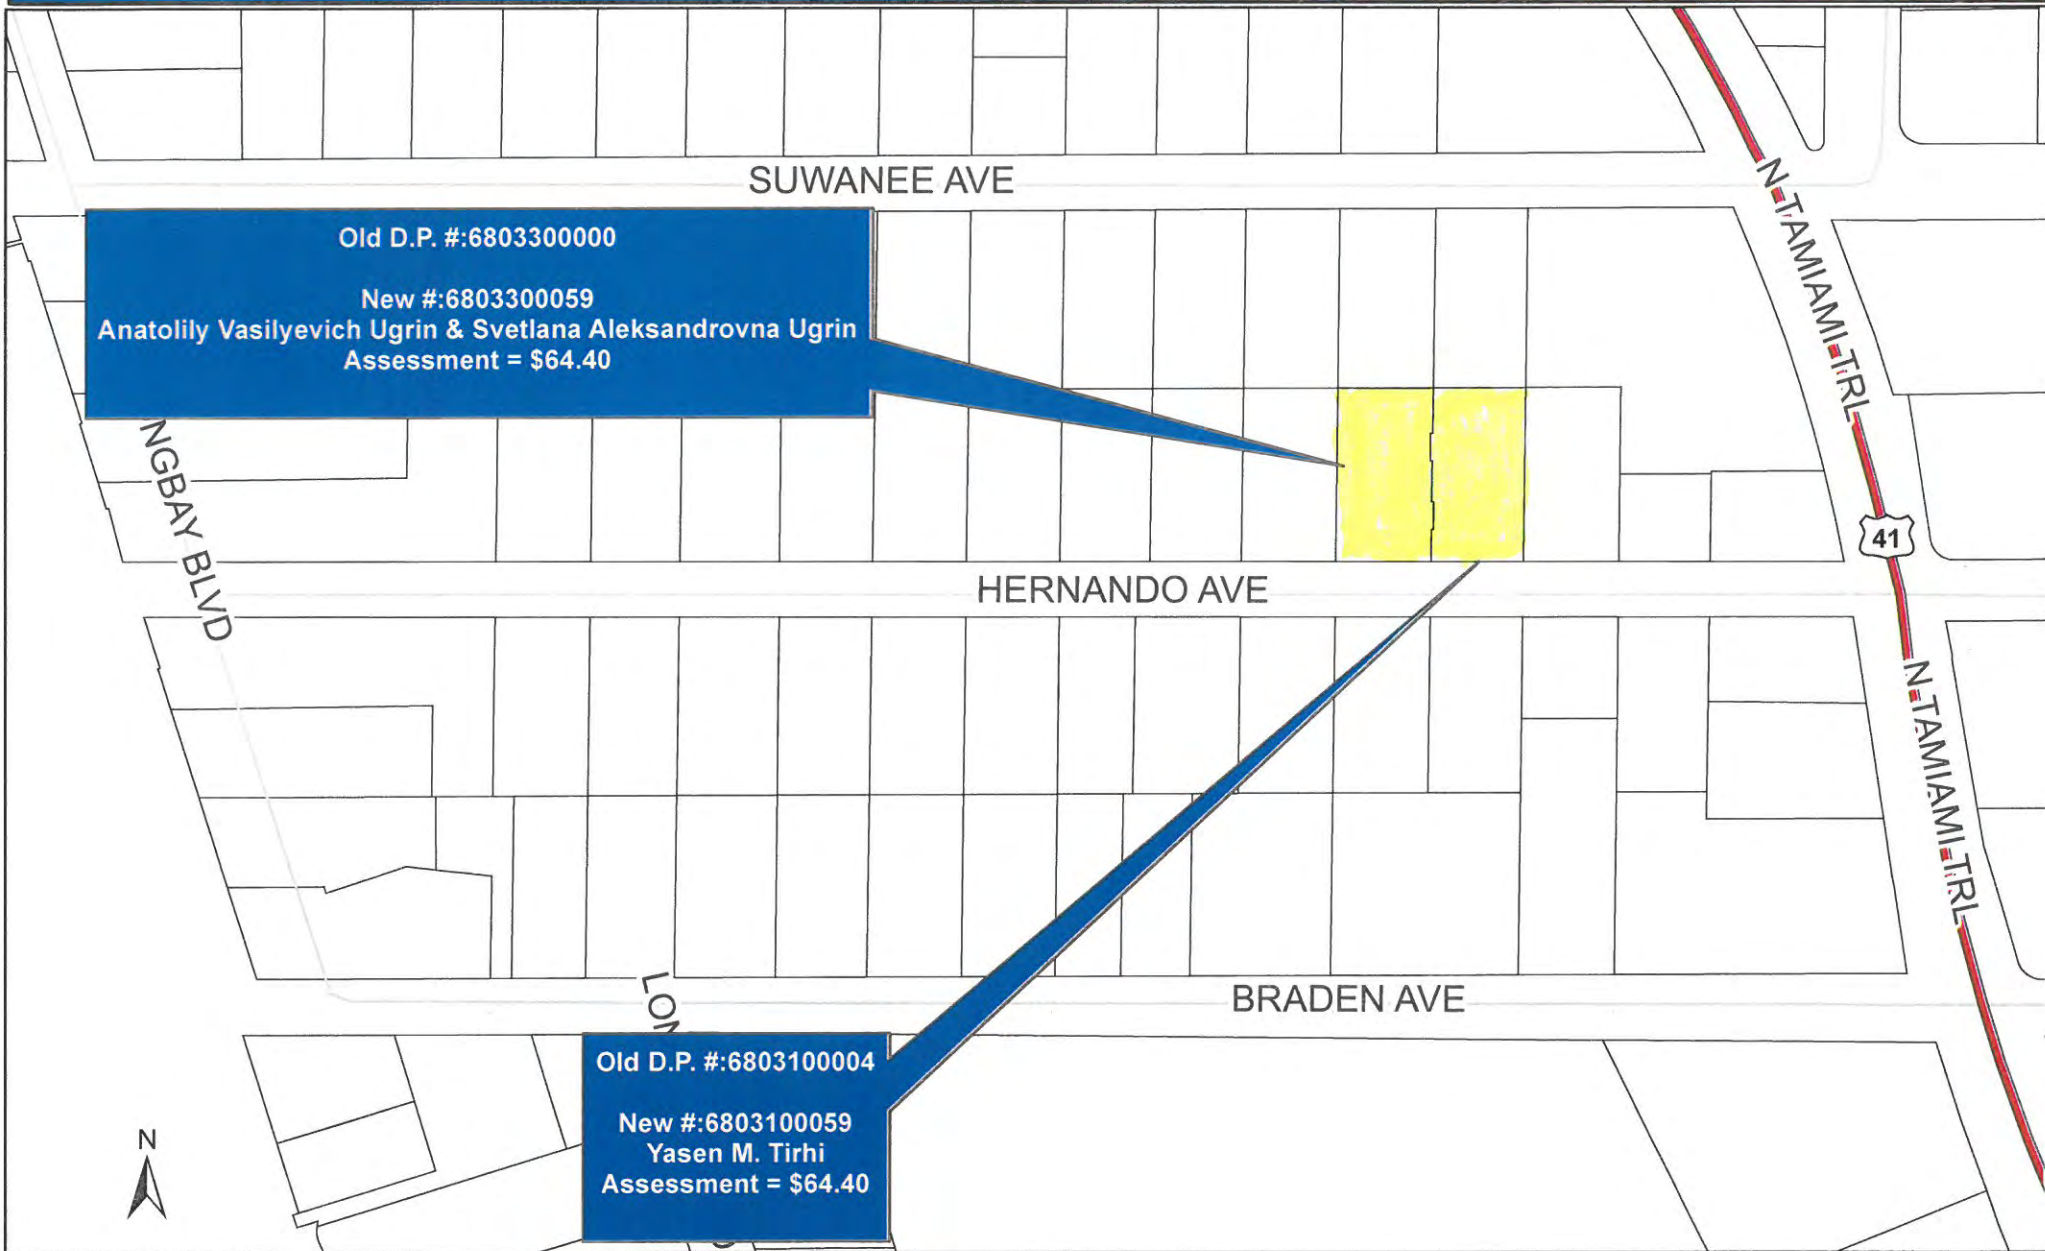 SUWANEE AVE
Old D.P. #:6803300000
New #:6803300059
Anatolily Vasilyevich Ugrin & Svetlana Aleksandrovna Ugrin
Assessment = $64.40
N TAMIAMI TRL
NGBAY BLVD
41
HERNANDO AVE
N TAMIAMI TRL
BRADEN AVE
LON
Old D.P. #:6803100004
New #:6803100059
Yasen M. Tirhi
Assessment = $64.40
N